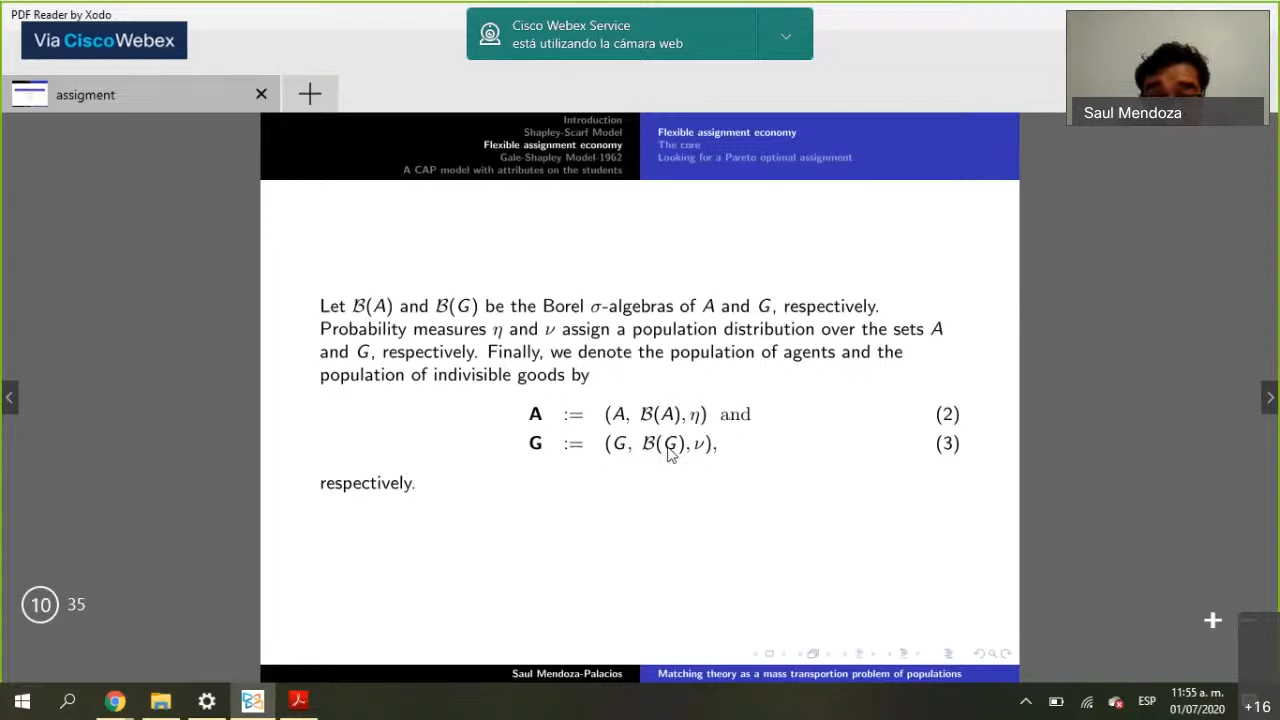 PDF Reader by Xodo
Via CiscoWebex
Cisco Webex Service
está utilizando la cámara web
Saul Mendoza
assigment
Introduction
Shapley-Scarf Model
Flexible assignment economy
Gale-Shapley Model-1962
A CAP model with attributes on the students
Flexible assignment economy
The core
Looking for a Pareto optimal assignment
Let ℬ(A) and ℬ(G) be the Borel σ-algebras of A and G, respectively.
Probability measures η and ν assign a population distribution over the sets A
and G, respectively. Finally, we denote the population of agents and the
population of indivisible goods by
A := (A, ℬ(A), η) and (2)
G := (G, ℬ(G), ν), (3)
respectively.
10 35
Saul Mendoza-Palacios
Matching theory as a mass transportion problem of populations
ESP
11:55 a. m.
01/07/2020
+16